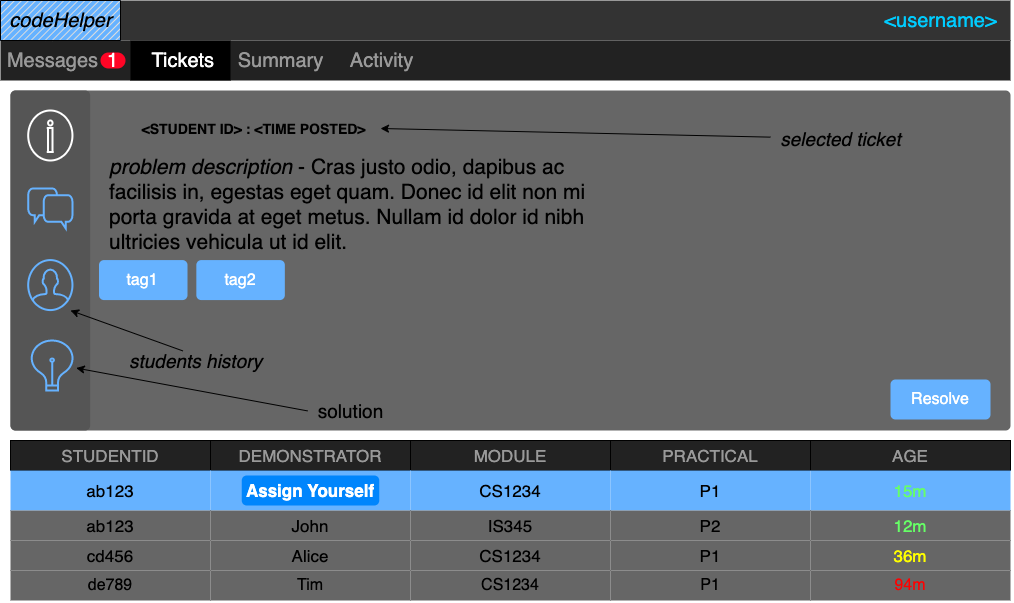 codeHelper
<username>
Messages 1 Tickets Summary Activity
<STUDENT ID> : <TIME POSTED>
selected ticket
problem description - Cras justo odio, dapibus ac
facilisis in, egestas eget quam. Donec id elit non mi
porta gravida at eget metus. Nullam id dolor id nibh
ultricies vehicula ut id elit.
tag1 tag2
students history
solution
Resolve
STUDENTID DEMONSTRATOR MODULE PRACTICAL AGE
ab123 Assign Yourself CS1234 P1 15m
ab123 John IS345 P2 12m
cd456 Alice CS1234 P1 36m
de789 Tim CS1234 P1 94m